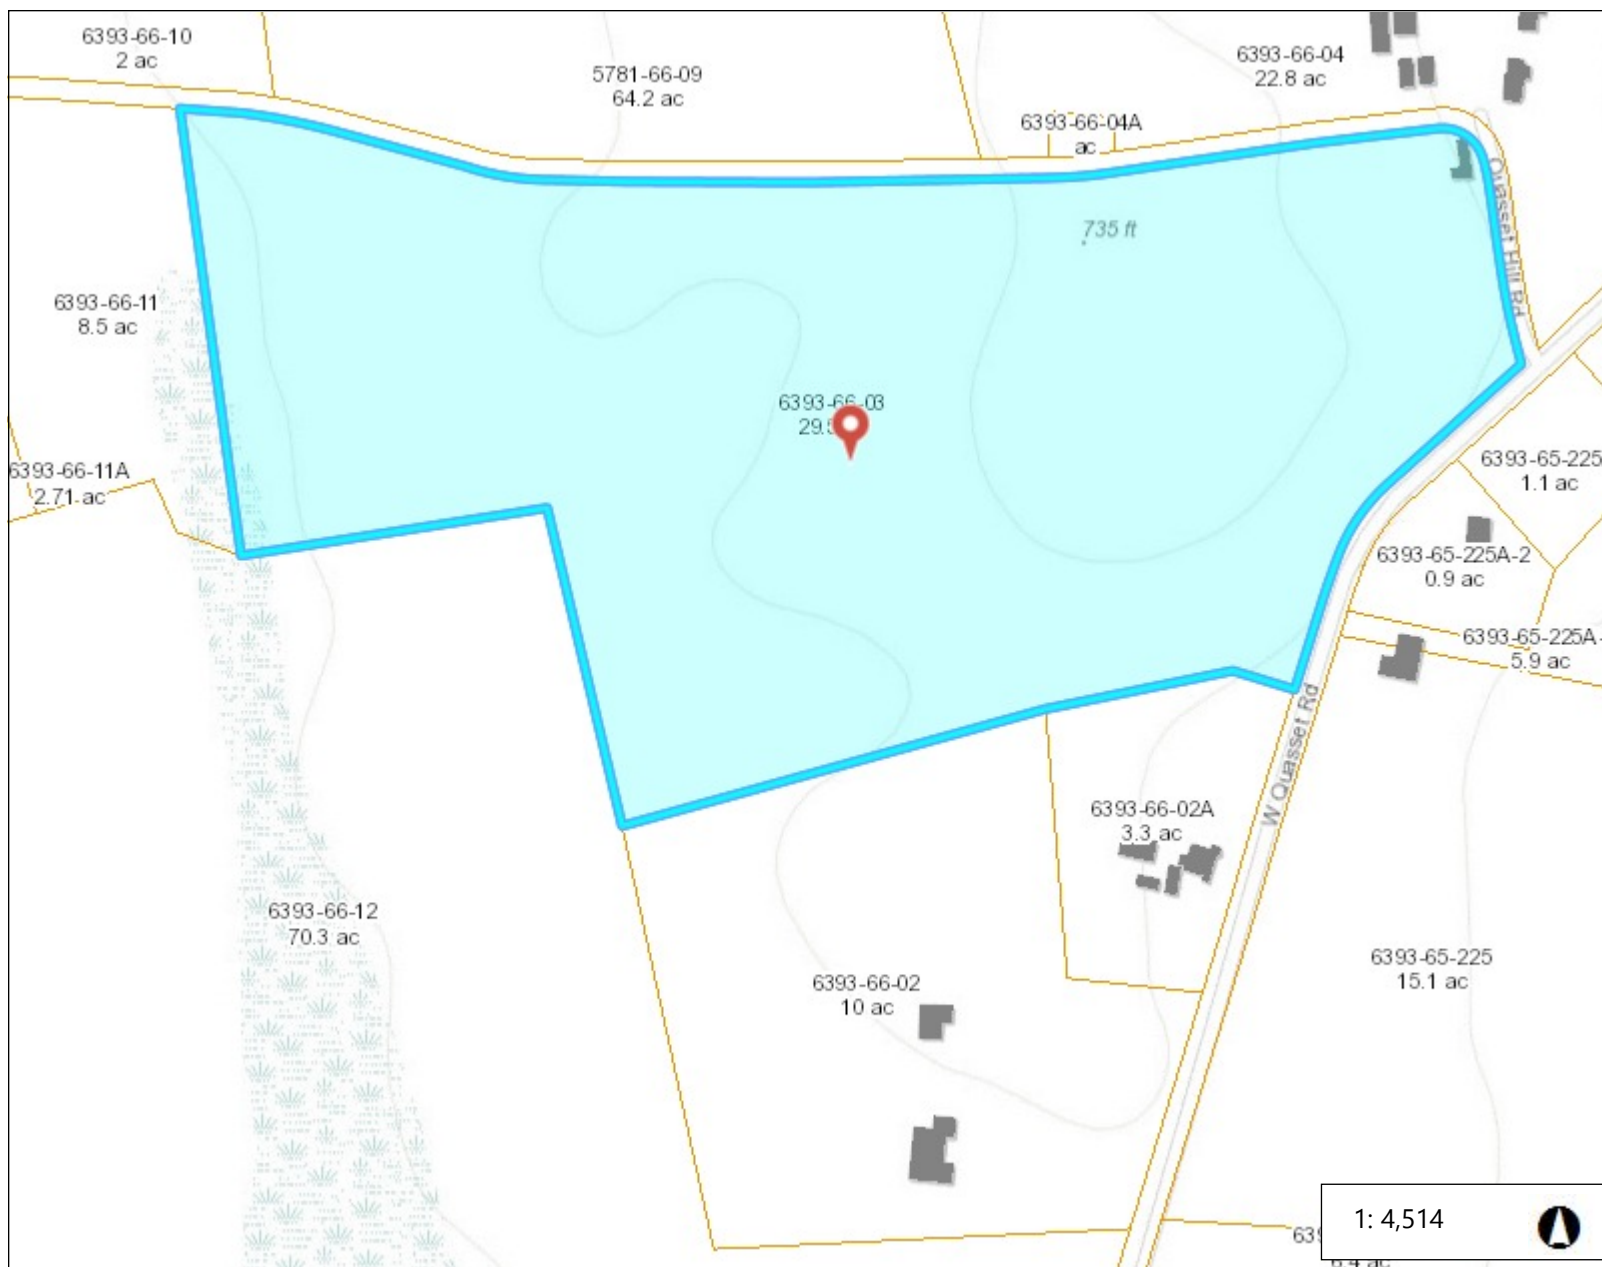 6393-66-10
2 ac
5781-66-09
64.2 ac
6393-66-04
22.8 ac
6393-66-04A
ac
Quasset Hill Rd
735 ft
6393-66-11
8.5 ac
6393-66-03
6393-66-11A
2.71 ac
6393-65-225
1.1 ac
6393-65-225A-2
0.9 ac
6393-65-225A-
5.9 ac
W Quasset Rd
6393-66-02A
3.3 ac
6393-66-12
70.3 ac
6393-66-02
10 ac
6393-65-225
15.1 ac
1: 4,514